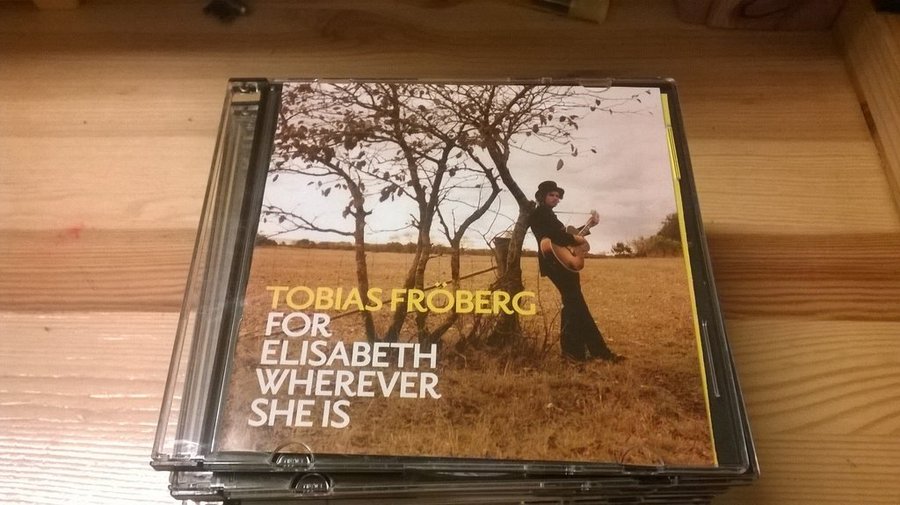 TOBIAS FRÖBERG
FOR
ELISABETH
WHEREVER
SHE IS